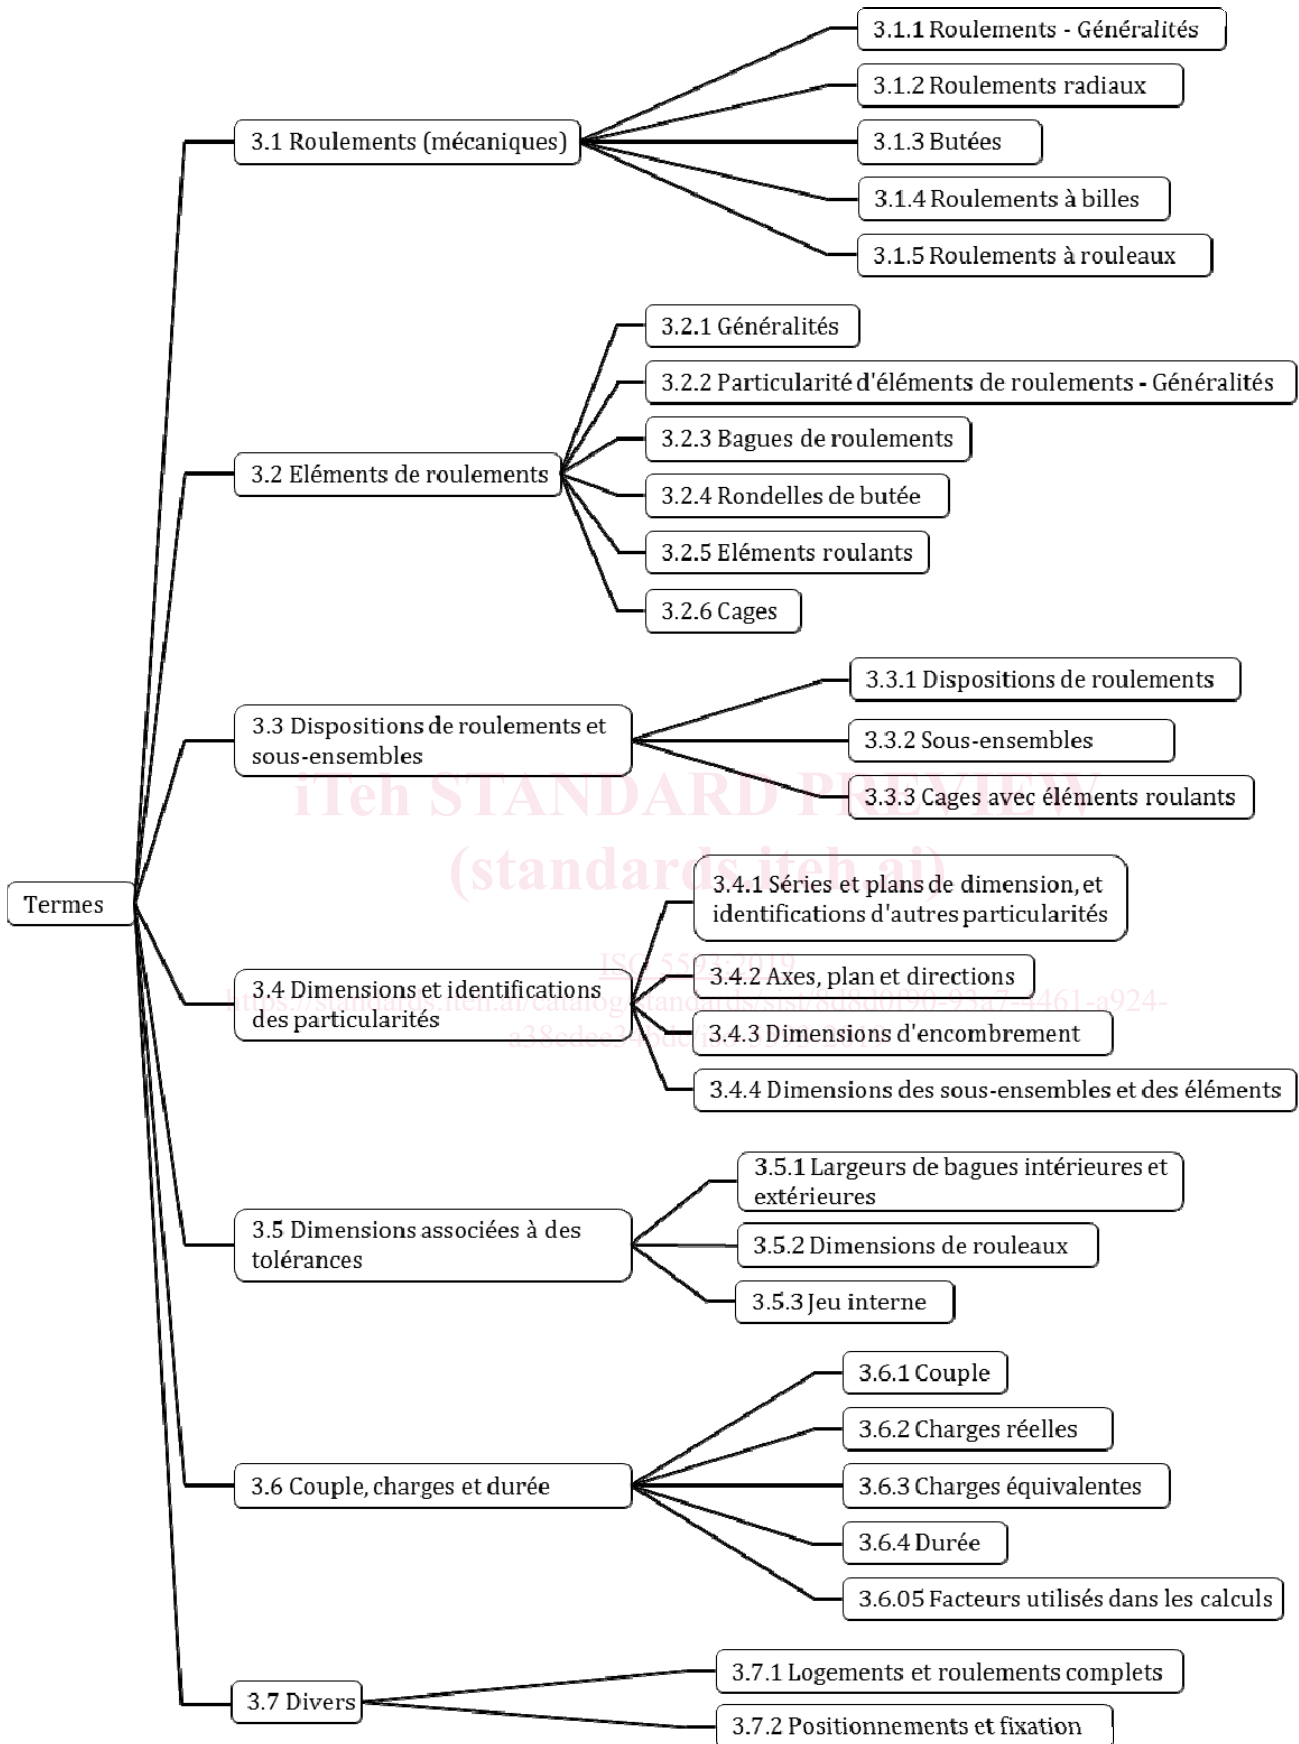 Termes
3.1 Roulements (mécaniques)
3.1.1 Roulements - Généralités
3.1.2 Roulements radiaux
3.1.3 Butées
3.1.4 Roulements à billes
3.1.5 Roulements à rouleaux
3.2 Eléments de roulements
3.2.1 Généralités
3.2.2 Particularité d'éléments de roulements - Généralités
3.2.3 Bagues de roulements
3.2.4 Rondelles de butée
3.2.5 Eléments roulants
3.2.6 Cages
3.3 Dispositions de roulements et
sous-ensembles
3.3.1 Dispositions de roulements
3.3.2 Sous-ensembles
3.3.3 Cages avec éléments roulants
iTeh STANDARD PREVIEW
(standards.iteh.ai)
3.4 Dimensions et identifications
des particularités
3.4.1 Séries et plans de dimension, et
identifications d'autres particularités
ISO 5593:2019
3.4.2 Axes, plan et directions
3.4.3 Dimensions d'encombrement
3.4.4 Dimensions des sous-ensembles et des éléments
3.5 Dimensions associées à des
tolérances
3.5.1 Largeurs de bagues intérieures et
extérieures
3.5.2 Dimensions de rouleaux
3.5.3 Jeu interne
3.6 Couple, charges et durée
3.6.1 Couple
3.6.2 Charges réelles
3.6.3 Charges équivalentes
3.6.4 Durée
3.6.05 Facteurs utilisés dans les calculs
3.7 Divers
3.7.1 Logements et roulements complets
3.7.2 Positionnements et fixation